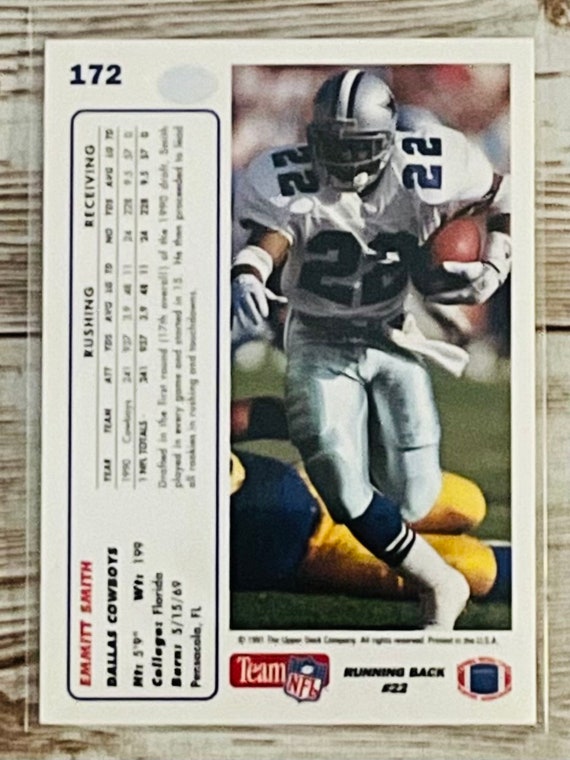 172
EMMITT SMITH
DALLAS COWBOYS
Ht: 5'9" Wt: 199
College: Florida
Born: 5/15/69
Pensacola, FL
RUSHING RECEIVING
YEAR TEAM ATT YDS AVG LG TD NO YDS AVG LG TD
1990 Cowboys 241 937 3.9 48 11 24 228 9.5 57 0
1 NFL TOTALS 241 937 3.9 48 11 24 228 9.5 57 0
Drafted in the first round (17th overall) of the 1990 draft, Smith
played in every game and started in 15. He then proceeded to lead
all rookies in rushing and touchdowns.
22
22
22
© 1991 The Upper Deck Company. All rights reserved. Printed in the U.S.A.
Team NFL
RUNNING BACK
#22